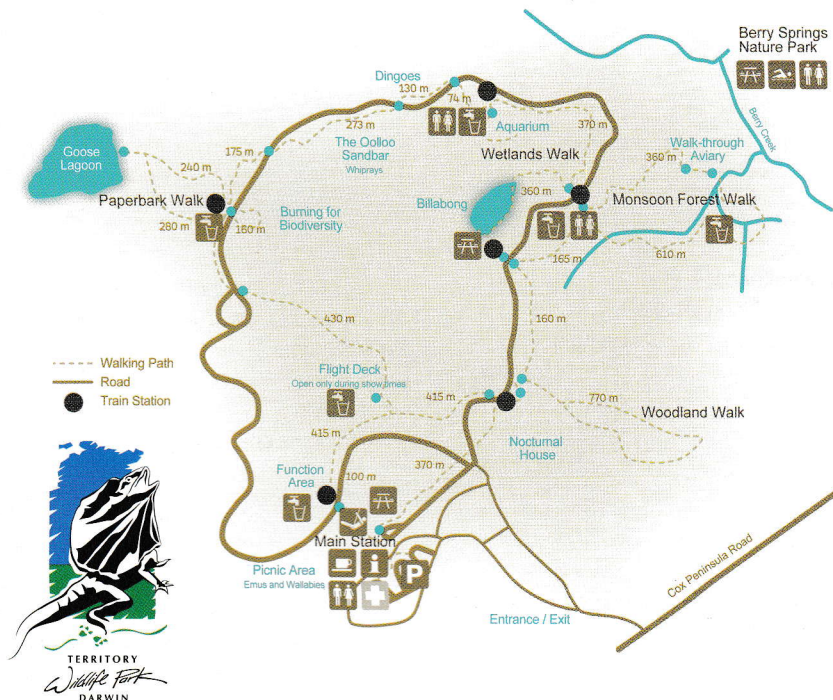 Berry Springs
Nature Park
Dingoes
130 m
74 m
Aquarium
370 m
273 m
The Ooloo
Sandbar
Whiprays
175 m
Wetlands Walk
Walk-through
Aviary
360 m
Berry Creek
Goose
Lagoon
240 m
Paperbark Walk
280 m
160 m
Burning for
Biodiversity
Billabong
360 m
Monsoon Forest Walk
165 m
610 m
430 m
160 m
Walking Path
Road
Train Station
Flight Deck
Open only during show times
415 m
415 m
770 m
Woodland Walk
Nocturnal
House
Function
Area
100 m
370 m
Main Station
i
P
Picnic Area
Emus and Wallabies
Entrance / Exit
Cox Peninsula Road
TERRITORY
Wildlife Park
DARWIN